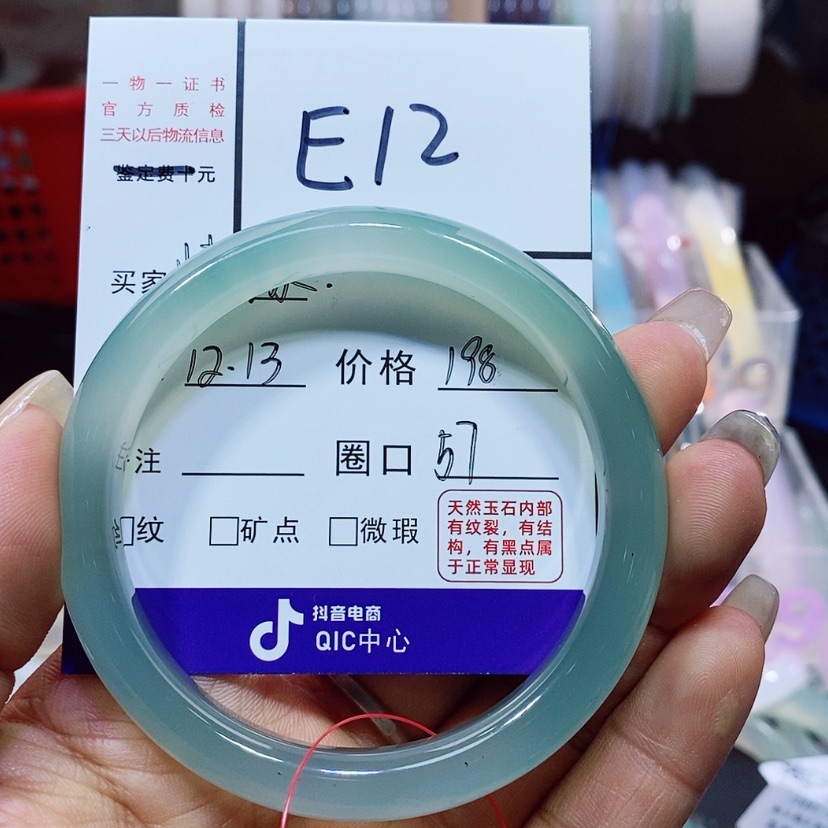 一物一证书
官方质检
三天以后物流信息
鉴定费十元
E12
买家
12.13 价格 198
注 圈口 57
纹 矿点 微瑕
天然玉石内部
有纹裂,有结
构,有黑点属
于正常显现
抖音电商
QIC中心